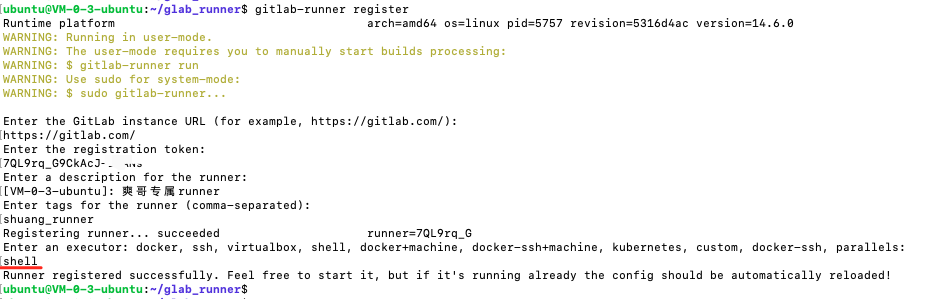 ubuntu@VM-0-3-ubuntu:~/glab_runner$ gitlab-runner register
Runtime platform                                    arch=amd64 os=linux pid=5757 revision=5316d4ac version=14.6.0
WARNING: Running in user-mode.
WARNING: The user-mode requires you to manually start builds processing:
WARNING: $ gitlab-runner run
WARNING: Use sudo for system-mode:
WARNING: $ sudo gitlab-runner...
Enter the GitLab instance URL (for example, https://gitlab.com/):
https://gitlab.com/
Enter the registration token:
7QL9rq_G9CkAcJ-
Enter a description for the runner:
[VM-0-3-ubuntu]: 爽哥专属runner
Enter tags for the runner (comma-separated):
shuang_runner
Registering runner... succeeded                     runner=7QL9rq_G
Enter an executor: docker, ssh, virtualbox, shell, docker+machine, docker-ssh+machine, kubernetes, custom, docker-ssh, parallels:
shell
Runner registered successfully. Feel free to start it, but if it's running already the config should be automatically reloaded!
ubuntu@VM-0-3-ubuntu:~/glab_runner$